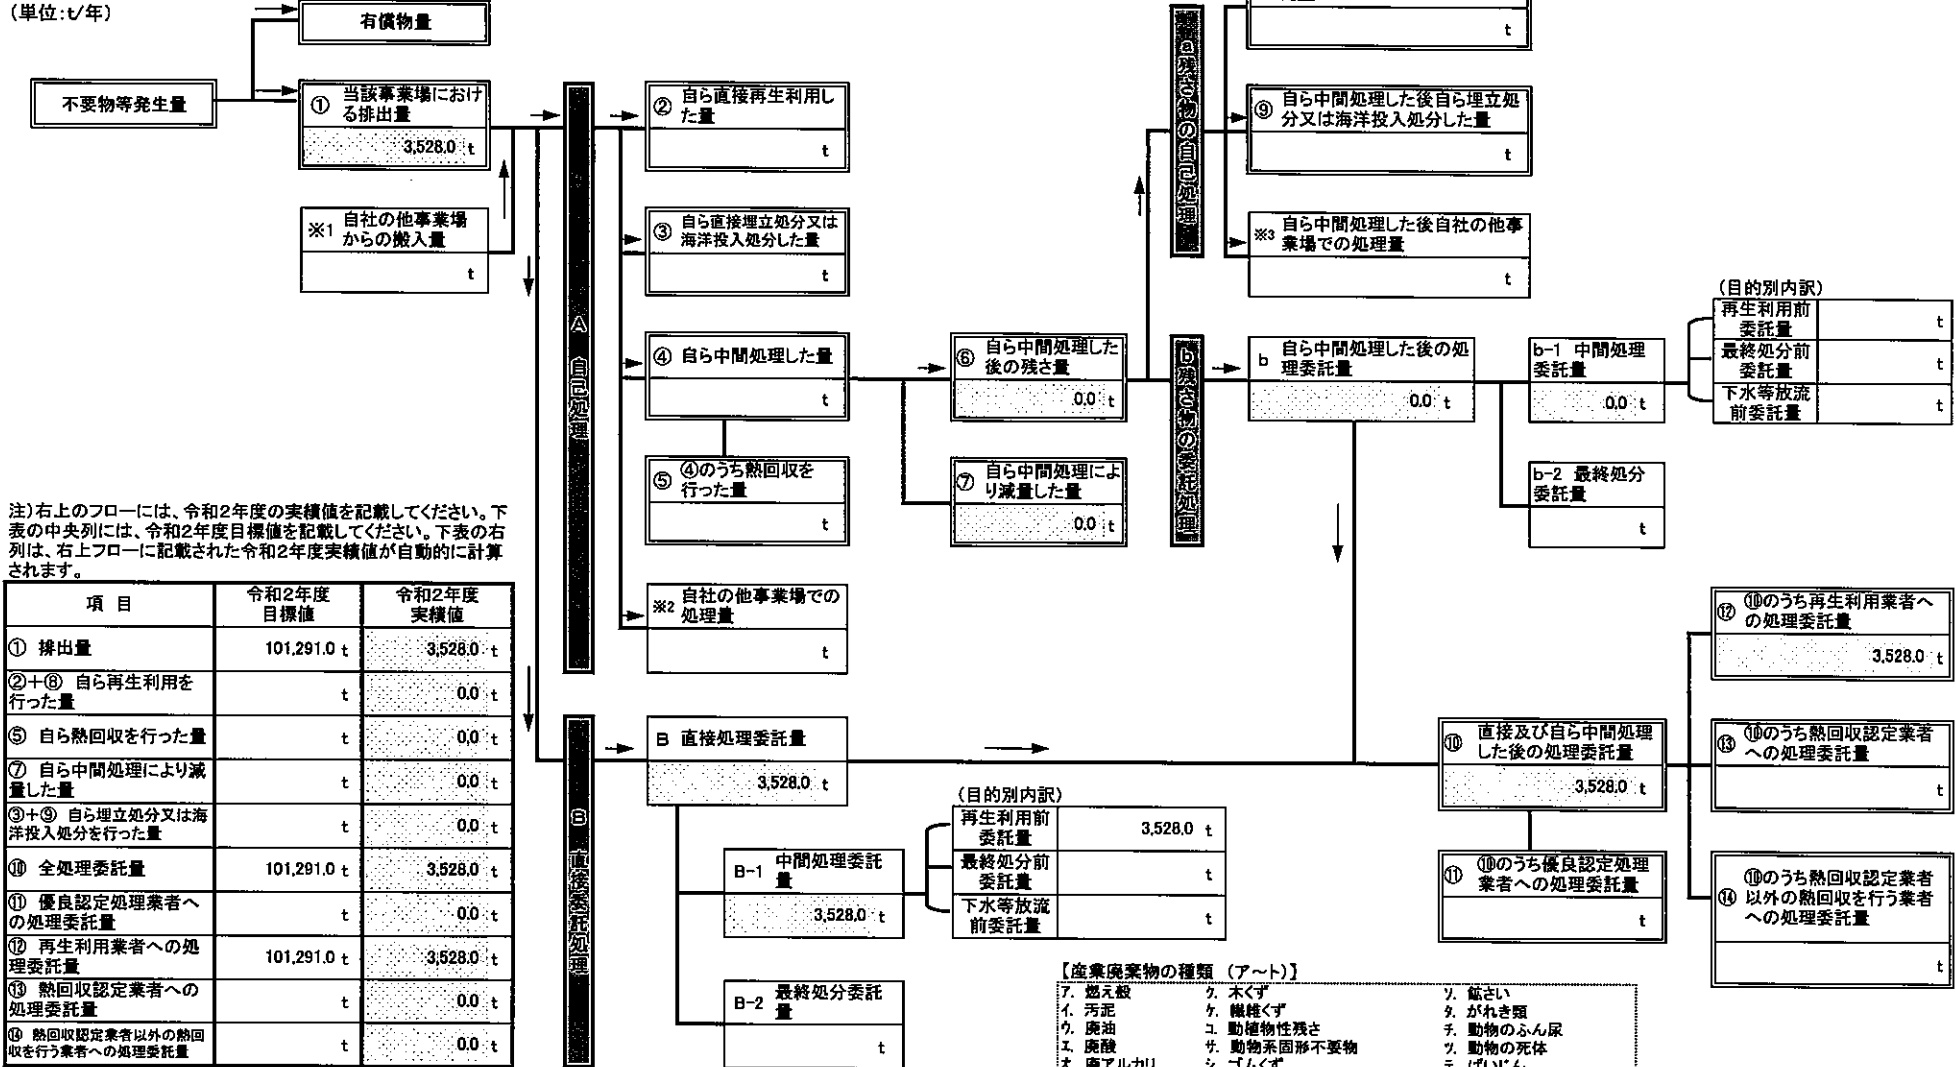 (単位:t/年)
有償物量
不要物等発生量
① 当該事業場におけ
る排出量
3,528.0 t
※1 自社の他事業場
からの搬入量
t
A 自己処理
② 自ら直接再生利用し
た量
t
③ 自ら直接埋立処分又は
海洋投入処分した量
t
④ 自ら中間処理した量
t
⑤ ④のうち熱回収を
行った量
t
※2 自社の他事業場での
処理量
t
⑥ 自ら中間処理した
後の残さ量
0.0 t
⑦ 自ら中間処理によ
り減量した量
0.0 t
a 残さ物の自己処理
t
⑨ 自ら中間処理した後自ら埋立処
分又は海洋投入処分した量
t
※3 自ら中間処理した後自社の他事
業場での処理量
t
b 残さ物の委託処理
b 自ら中間処理した後の処
理委託量
0.0 t
b-1 中間処理
委託量
0.0 t
b-2 最終処分
委託量
t
(目的別内訳)
再生利用前
委託量
t
最終処分前
委託量
t
下水等放流
前委託量
t
注)右上のフローには、令和2年度の実績値を記載してください。下
表の中央列には、令和2年度目標値を記載してください。下表の右
列は、右上フローに記載された令和2年度実績値が自動的に計算
されます。
項 目 令和2年度 目標値 令和2年度 実績値
① 排出量 101,291.0 t 3,528.0 t
②+⑧ 自ら再生利用を
行った量 t 0.0 t
⑤ 自ら熱回収を行った量 t 0.0 t
⑦ 自ら中間処理により減
量した量 t 0.0 t
③+⑨ 自ら埋立処分又は海
洋投入処分を行った量 t 0.0 t
⑩ 全処理委託量 101,291.0 t 3,528.0 t
⑪ 優良認定処理業者へ
の処理委託量 t 0.0 t
⑫ 再生利用業者への処
理委託量 101,291.0 t 3,528.0 t
⑬ 熱回収認定業者への
処理委託量 t 0.0 t
⑭ 熱回収認定業者以外の熱回
収を行う業者への処理委託量 t 0.0 t
B 直接委託処理
B 直接処理委託量
3,528.0 t
B-1 中間処理委託
量
3,528.0 t
B-2 最終処分委託
量
t
(目的別内訳)
再生利用前
委託量
3,528.0 t
最終処分前
委託量
t
下水等放流
前委託量
t
⑩ 直接及び自ら中間処理
した後の処理委託量
3,528.0 t
⑪ ⑩のうち優良認定処理
業者への処理委託量
t
⑫ ⑩のうち再生利用業者へ
の処理委託量
3,528.0 t
⑬ ⑩のうち熱回収認定業者
への処理委託量
t
⑭ ⑩のうち熱回収認定業者
以外の熱回収を行う業者
への処理委託量
t
【産業廃棄物の種類 (ア~ト)】
ア. 燃え殻 ク. 木くず ソ. 鉱さい
イ. 汚泥 ケ. 繊維くず タ. がれき類
ウ. 廃油 コ. 動植物性残さ チ. 動物のふん尿
エ. 廃酸 サ. 動物系固形不要物 ツ. 動物の死体
オ. 廃アルカリ シ. ゴムくず テ. ばいじん